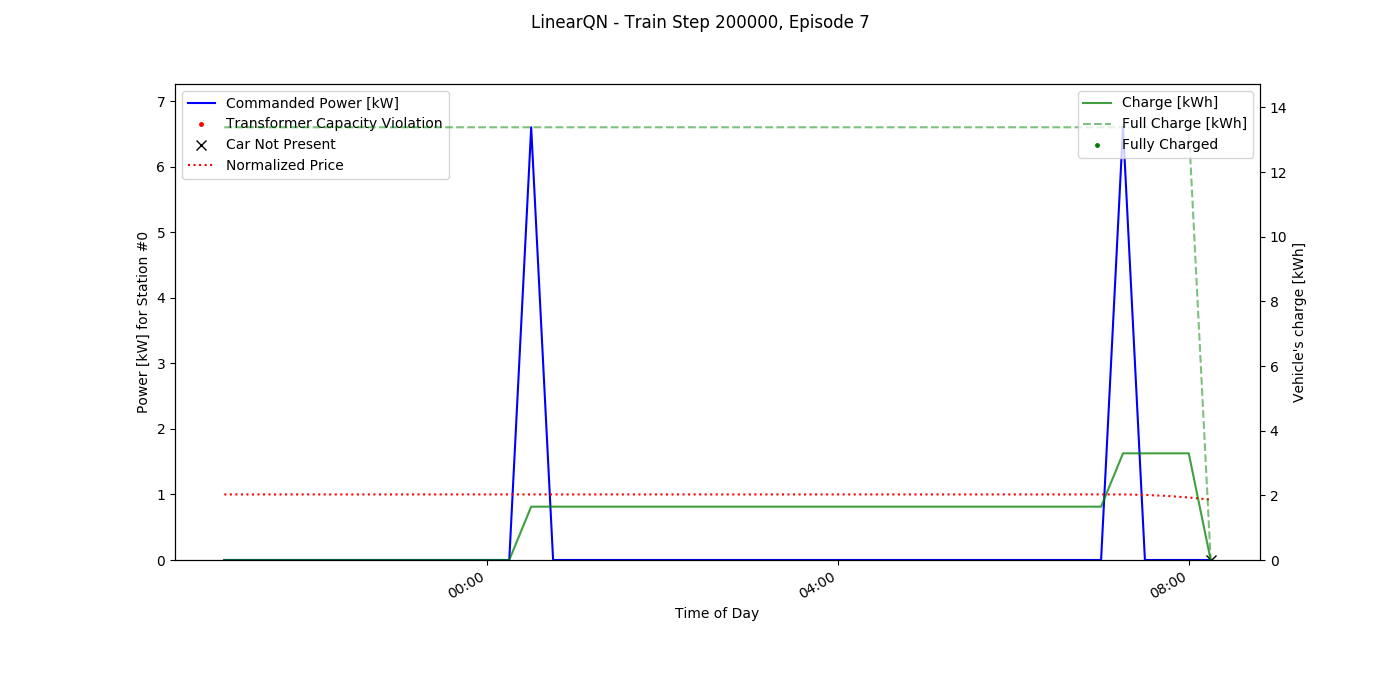 LinearQN - Train Step 200000, Episode 7
Commanded Power [kW]
Transformer Capacity Violation
Car Not Present
Normalized Price
Charge [kWh]
Full Charge [kWh]
Fully Charged
Power [kW] for Station #0
7
6
5
4
3
2
1
0
14
12
10
8
6
4
2
0
Vehicle's charge [kWh]
00:00
04:00
08:00
Time of Day